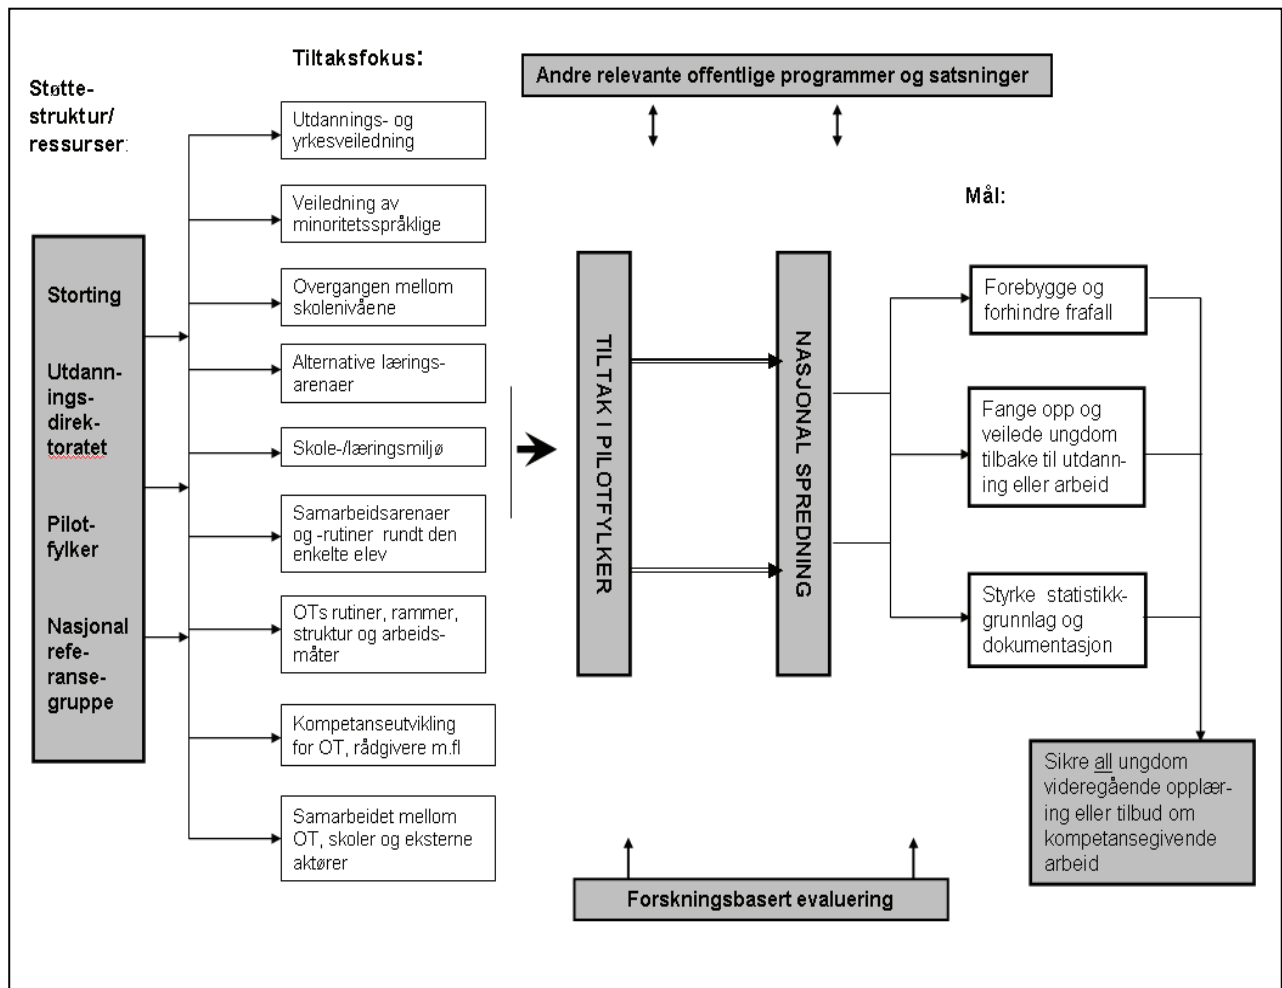 Støtte-
struktur/
ressurser:
Storting
Utdann-
ings-
direk-
toratet
Pilot-
fylker
Nasjonal
refe-
ranse-
gruppe
Tiltaksfokus:
Utdannings- og
yrkesveiledning
Veiledning av
minoritetsspråklige
Overgangen mellom
skolenivåene
Alternative lærings-
arenaer
Skole-/læringsmiljø
Samarbeidsarenaer
og -rutiner rundt den
enkelte elev
OTs rutiner, rammer,
struktur og arbeids-
måter
Kompetanseutvikling
for OT, rådgivere m.fl
Samarbeidet mellom
OT, skoler og eksterne
aktører
Andre relevante offentlige programmer og satsninger
TILTAK I PILOTFYLKER
NASJONAL SPREDNING
Forskningsbasert evaluering
Mål:
Forebygge og
forhindre frafall
Fange opp og
veilede ungdom
tilbake til utdann-
ing eller arbeid
Styrke statistikk-
grunnlag og
dokumentasjon
Sikre all ungdom
videregående opplær-
ing eller tilbud om
kompetansegivende
arbeid